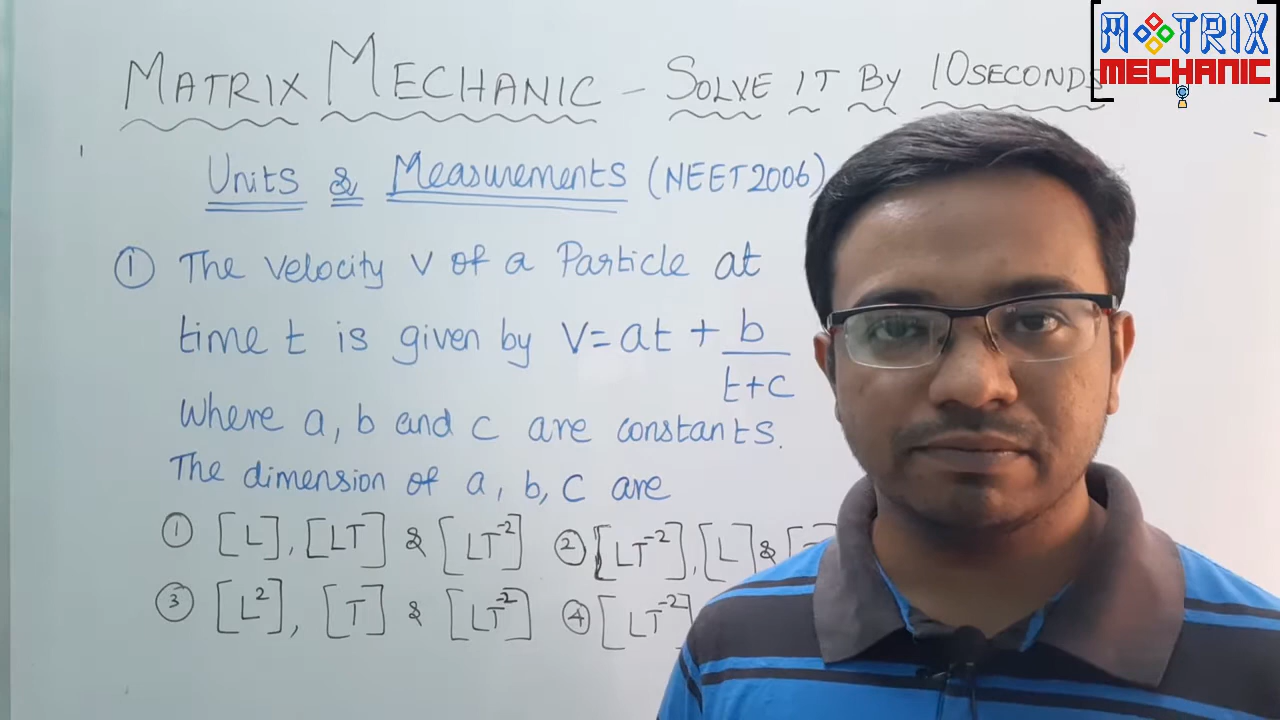 MATRIX MECHANIC - SOLVE IT BY 10SECONDS
MATRIX
MECHANIC
Units & Measurements (NEET2006)
① The velocity v of a Particle at
time t is given by v = at + b/(t+c)
where a, b and c are constants.
The dimension of a, b, c are
① [L], [LT] & [LT⁻²] ② [LT⁻²], [L] & [
③ [L²], [T] & [LT⁻²] ④ [LT⁻²]